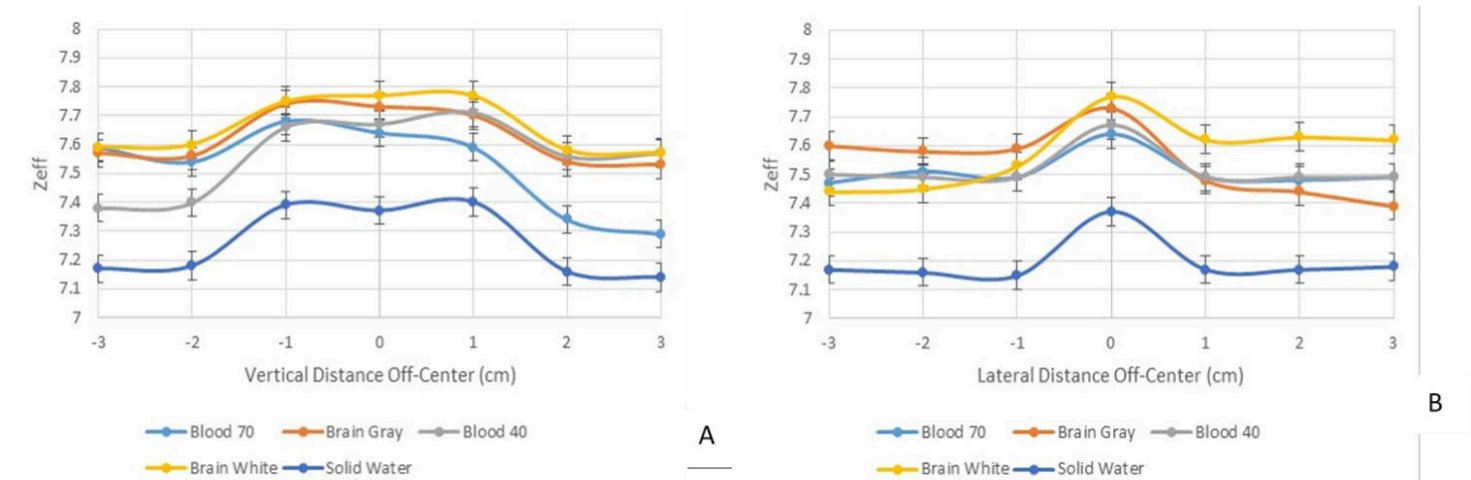 8
7.9
7.8
7.7
7.6
7.5
7.4
7.3
7.2
7.1
7
Zeff
-3 -2 -1 0 1 2 3
Vertical Distance Off-Center (cm)
Blood 70 Brain Gray Blood 40
Brain White Solid Water
A
8
7.9
7.8
7.7
7.6
7.5
7.4
7.3
7.2
7.1
7
Zeff
-3 -2 -1 0 1 2 3
Lateral Distance Off-Center (cm)
Blood 70 Brain Gray Blood 40
Brain White Solid Water
B